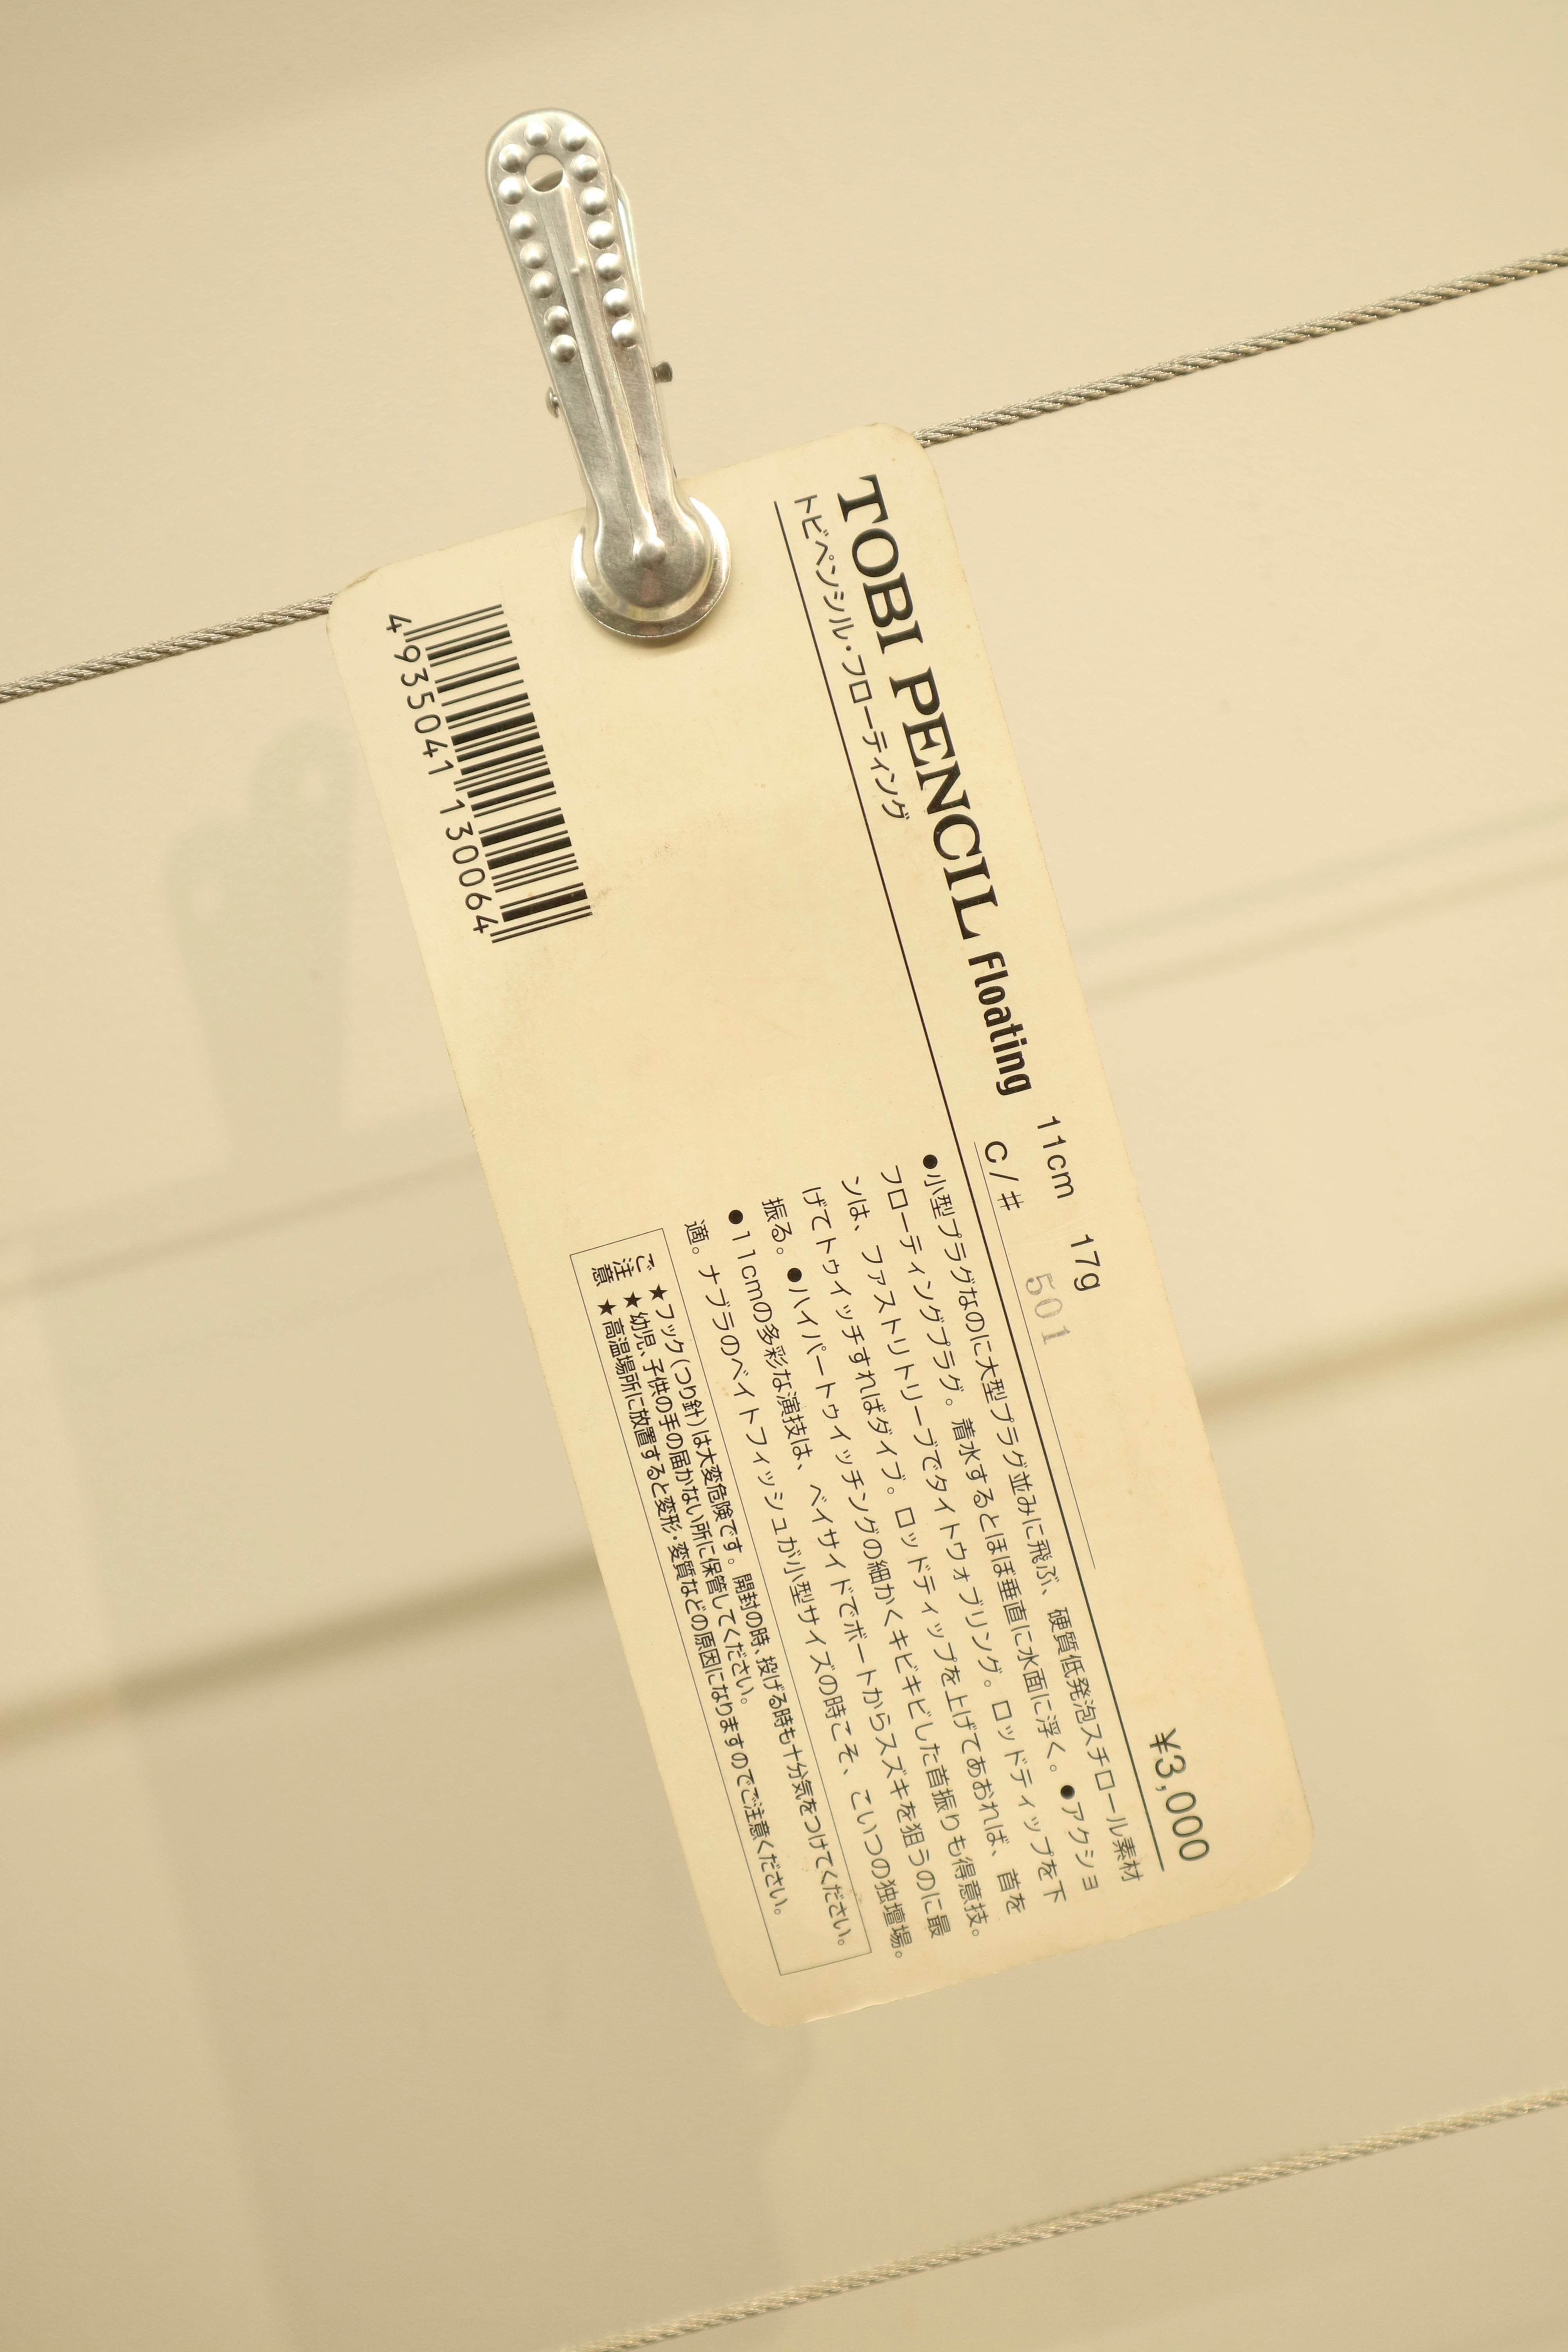 TOBI PENCIL Floating 11cm 17g ¥3,000
トビペンシル・フローティング
C/# 501
●小型プラグなのに大型プラグ並みに飛ぶ、硬質低発泡スチロール素材
フローティングプラグ。着水するとほぼ垂直に水面に浮く。●アクショ
ンは、ファストリトリーブでタイトウォブリング。ロッドティップを下
げてトゥイッチすればダイブ。ロッドティップを上げてあおれば、首を
振る。●ハイパートゥイッチングの細かくキビキビした首振りも得意技。
●11cmの多彩な演技は、ベイサイドでボートからスズキを狙うのに最
適。ナブラのベイトフィッシュが小型サイズの時こそ、こいつの独壇場。
ご注意
★フック(つり針)は大変危険です。開封の時、投げる時も十分気をつけてください。
★幼児、子供の手の届かない所に保管してください。
★高温場所に放置すると変形・変質などの原因になりますのでご注意ください。
4 935041 130064